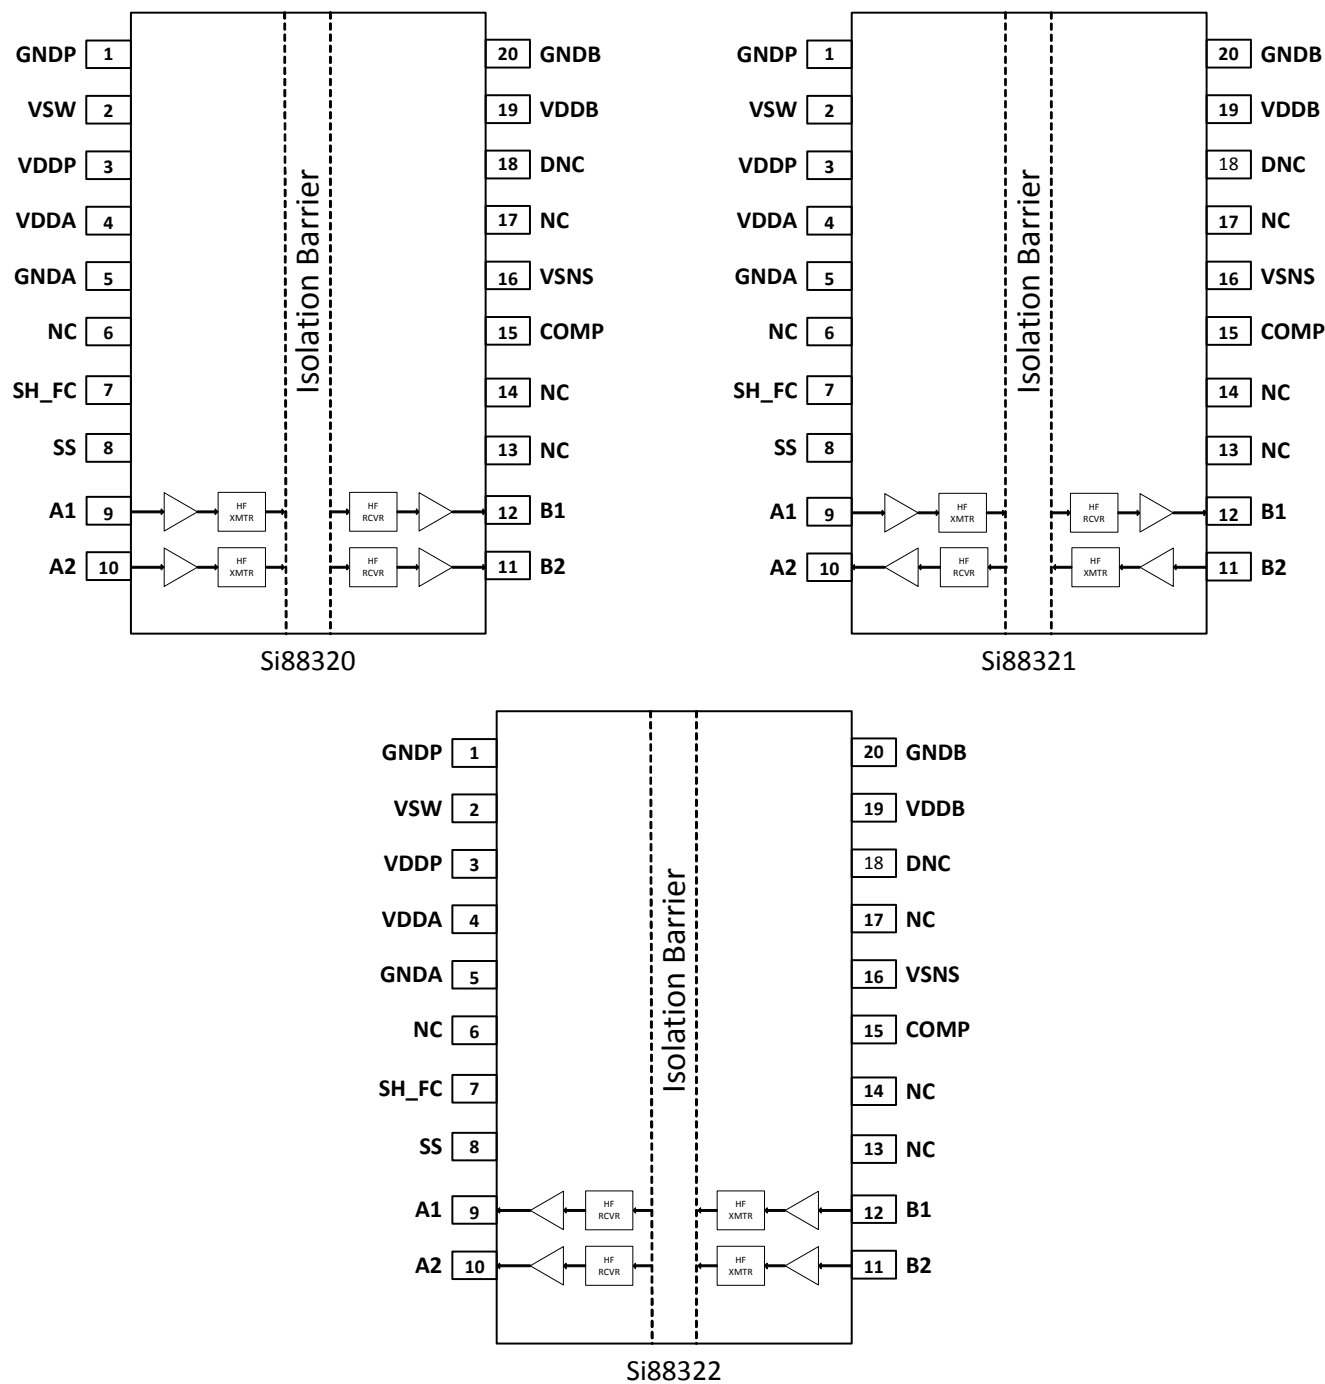 GNDP 1 20 GNDB
VSW 2 19 VDDB
VDDP 3 18 DNC
VDDA 4 17 NC
GNDA 5 16 VSNS
NC 6 15 COMP
SH_FC 7 14 NC
SS 8 13 NC
A1 9 HF XMTR HF RCVR 12 B1
A2 10 HF XMTR HF RCVR 11 B2
Isolation Barrier
Si88320
GNDP 1 20 GNDB
VSW 2 19 VDDB
VDDP 3 18 DNC
VDDA 4 17 NC
GNDA 5 16 VSNS
NC 6 15 COMP
SH_FC 7 14 NC
SS 8 13 NC
A1 9 HF XMTR HF RCVR 12 B1
A2 10 HF RCVR HF XMTR 11 B2
Isolation Barrier
Si88321
GNDP 1 20 GNDB
VSW 2 19 VDDB
VDDP 3 18 DNC
VDDA 4 17 NC
GNDA 5 16 VSNS
NC 6 15 COMP
SH_FC 7 14 NC
SS 8 13 NC
A1 9 HF RCVR HF XMTR 12 B1
A2 10 HF RCVR HF XMTR 11 B2
Isolation Barrier
Si88322